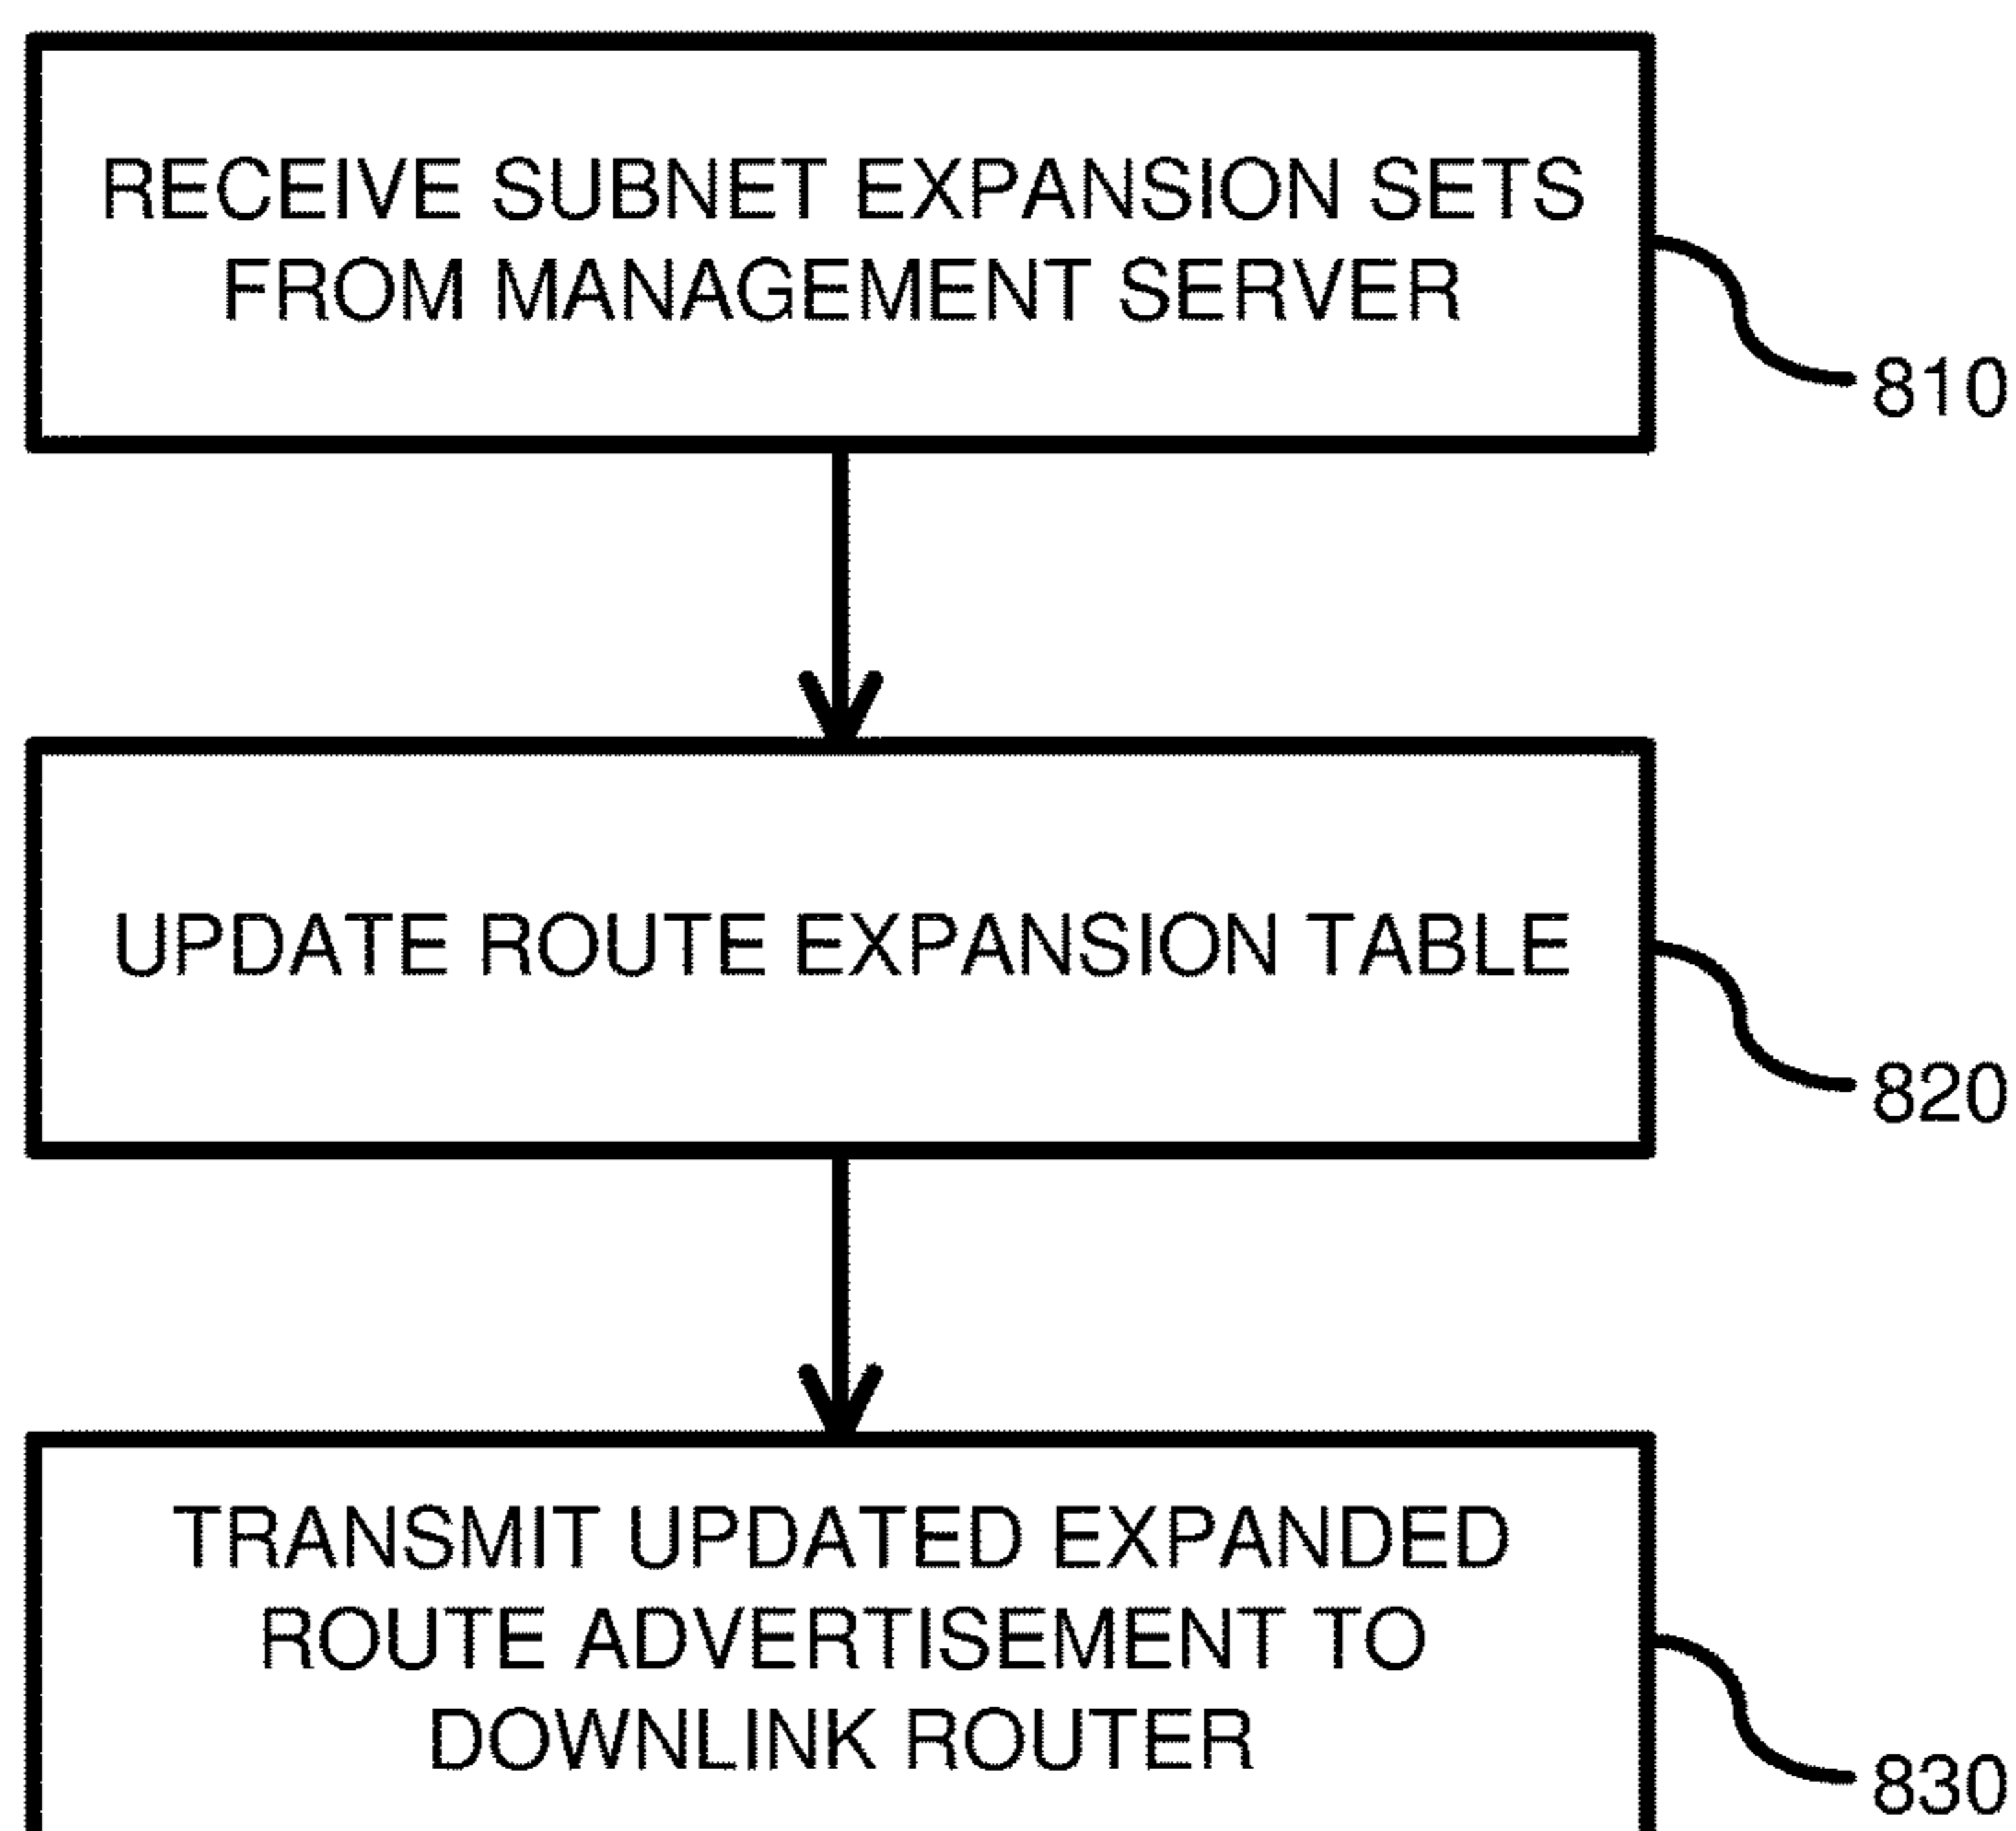 RECEIVE SUBNET EXPANSION SETS
FROM MANAGEMENT SERVER
810
UPDATE ROUTE EXPANSION TABLE
820
TRANSMIT UPDATED EXPANDED
ROUTE ADVERTISEMENT TO
DOWNLINK ROUTER
830